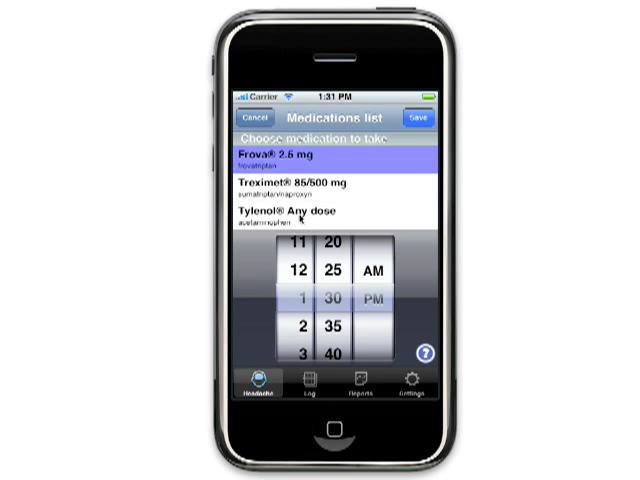 Carrier 1:31 PM
Cancel Medications list Save
Choose medication to take
Frova® 2.5 mg
frovatriptan
Treximet® 85/500 mg
sumatriptan/naproxyn
Tylenol® Any dose
acetaminophen
11 20
12 25 AM
1 30 PM
2 35
3 40
?
Headache Log Reports Settings